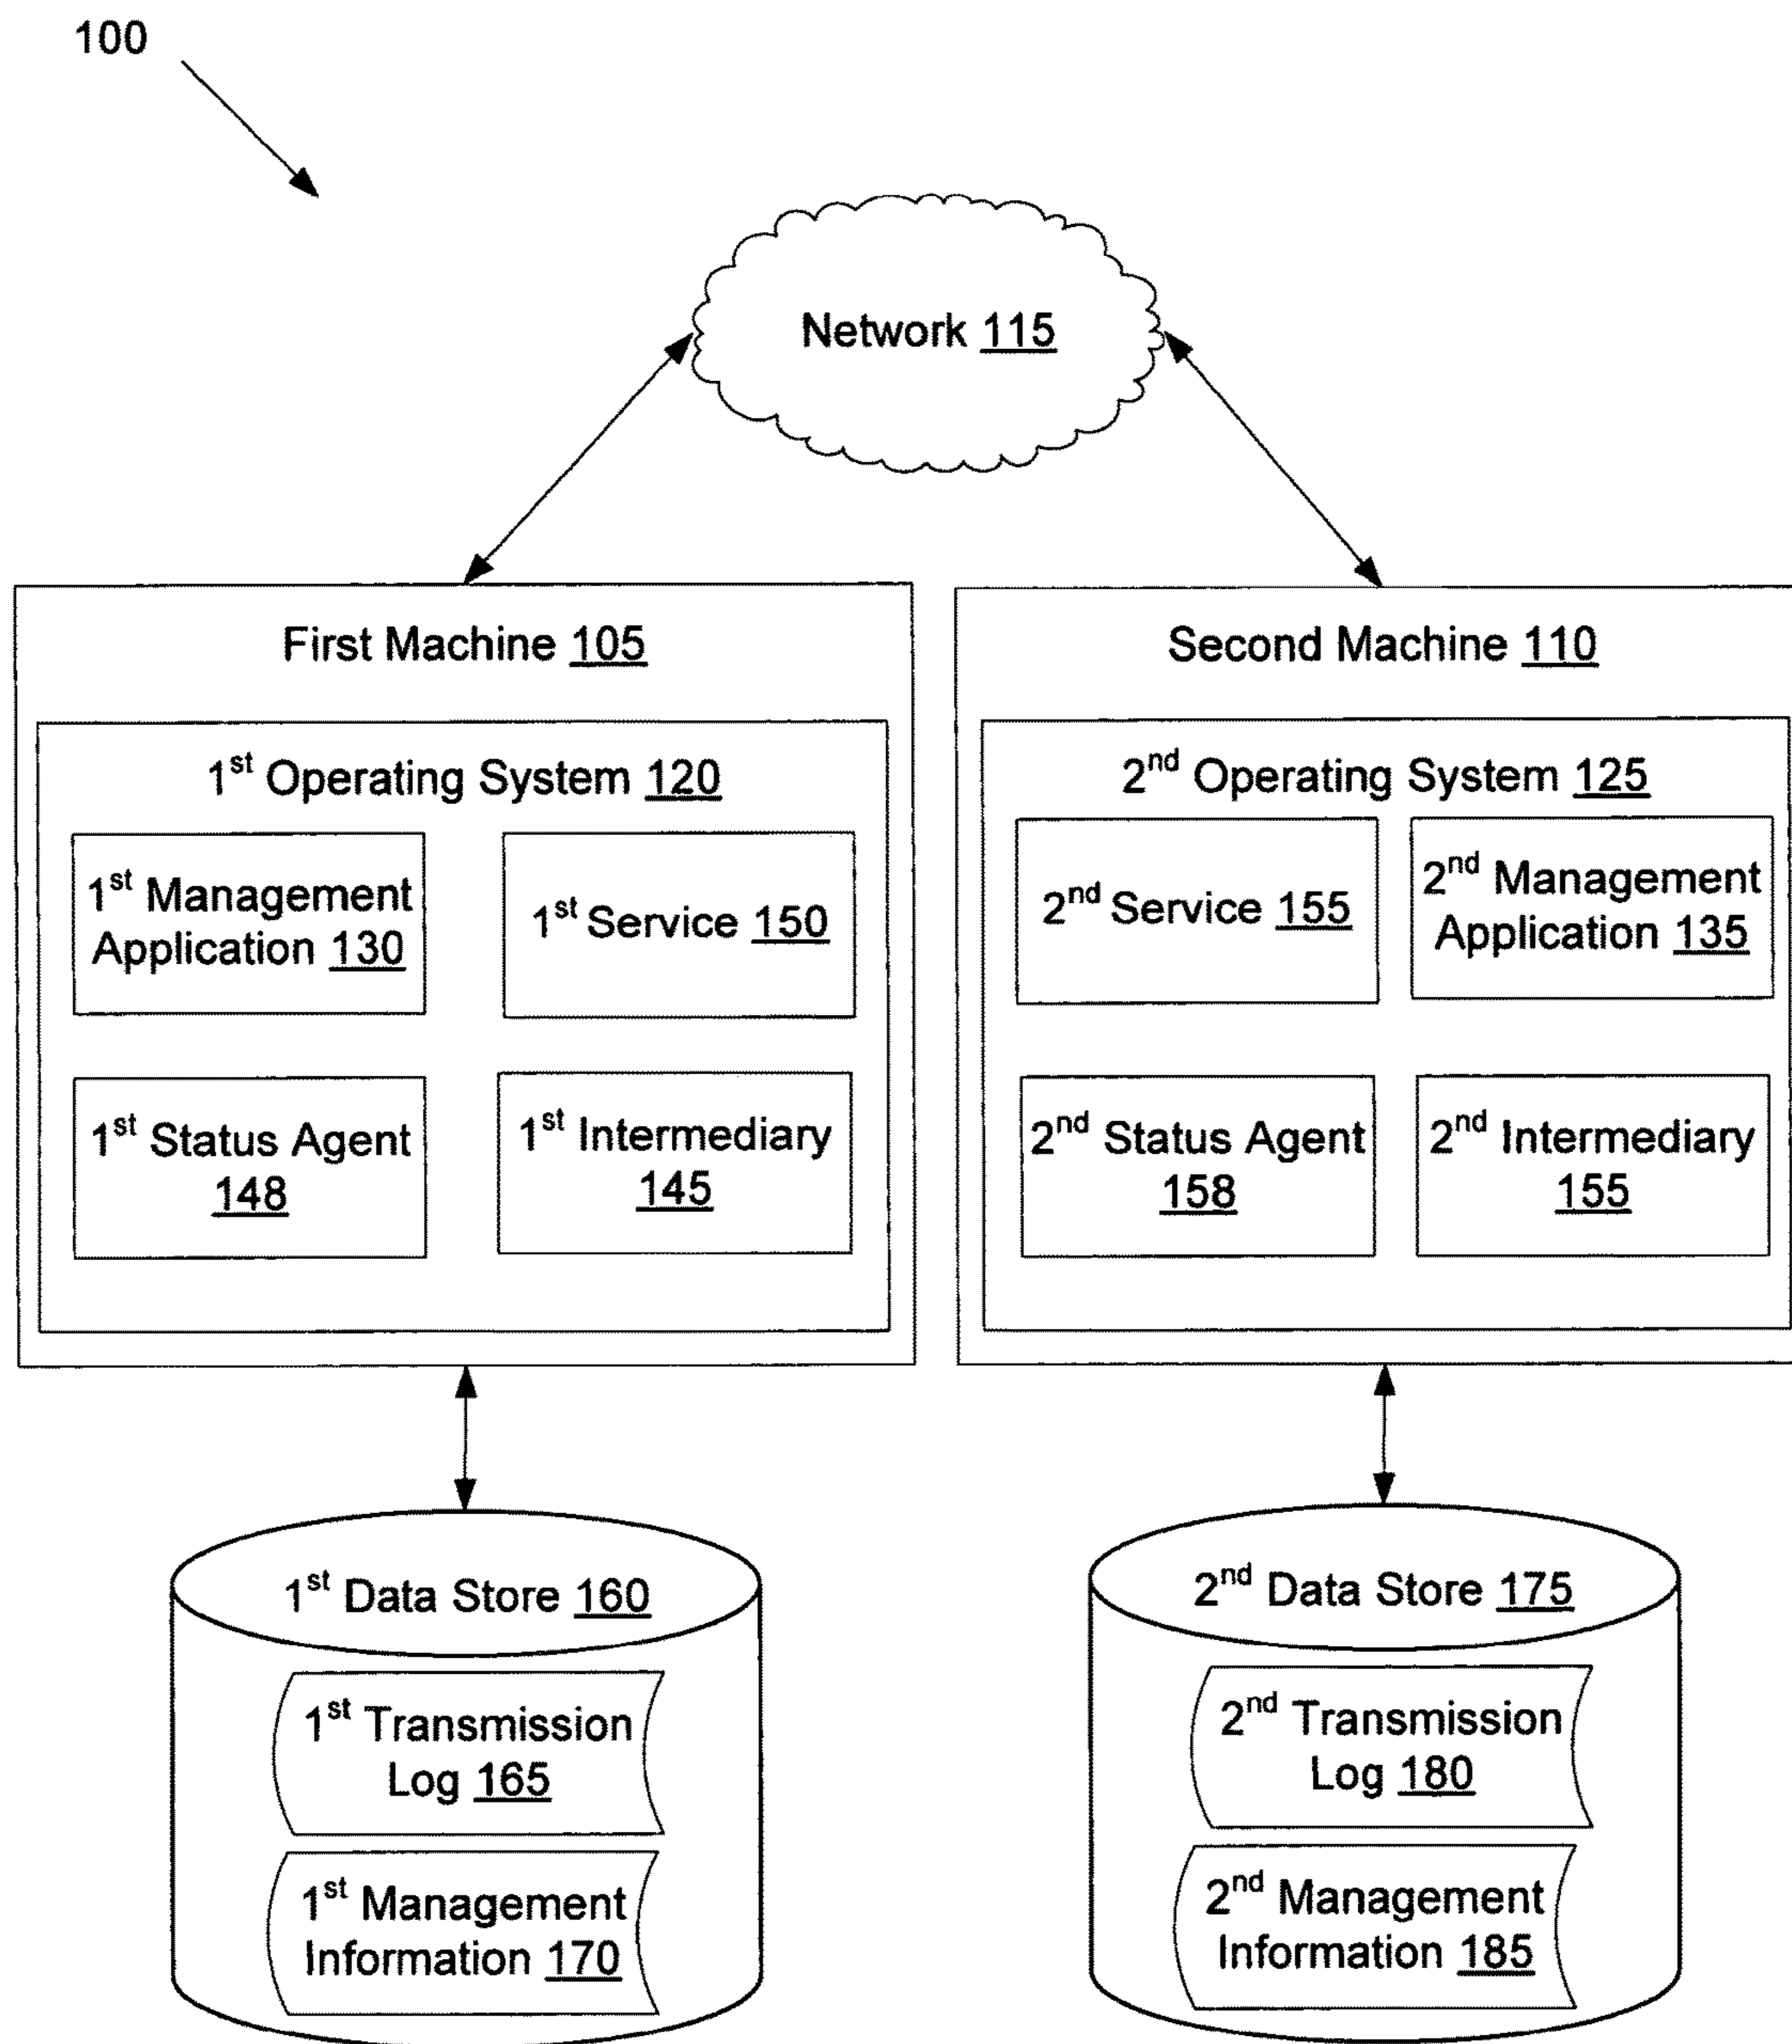 100
Network 115
First Machine 105
1st Operating System 120
1st Management
Application 130
1st Service 150
1st Status Agent
148
1st Intermediary
145
Second Machine 110
2nd Operating System 125
2nd Service 155
2nd Management
Application 135
2nd Status Agent
158
2nd Intermediary
155
1st Data Store 160
1st Transmission
Log 165
1st Management
Information 170
2nd Data Store 175
2nd Transmission
Log 180
2nd Management
Information 185